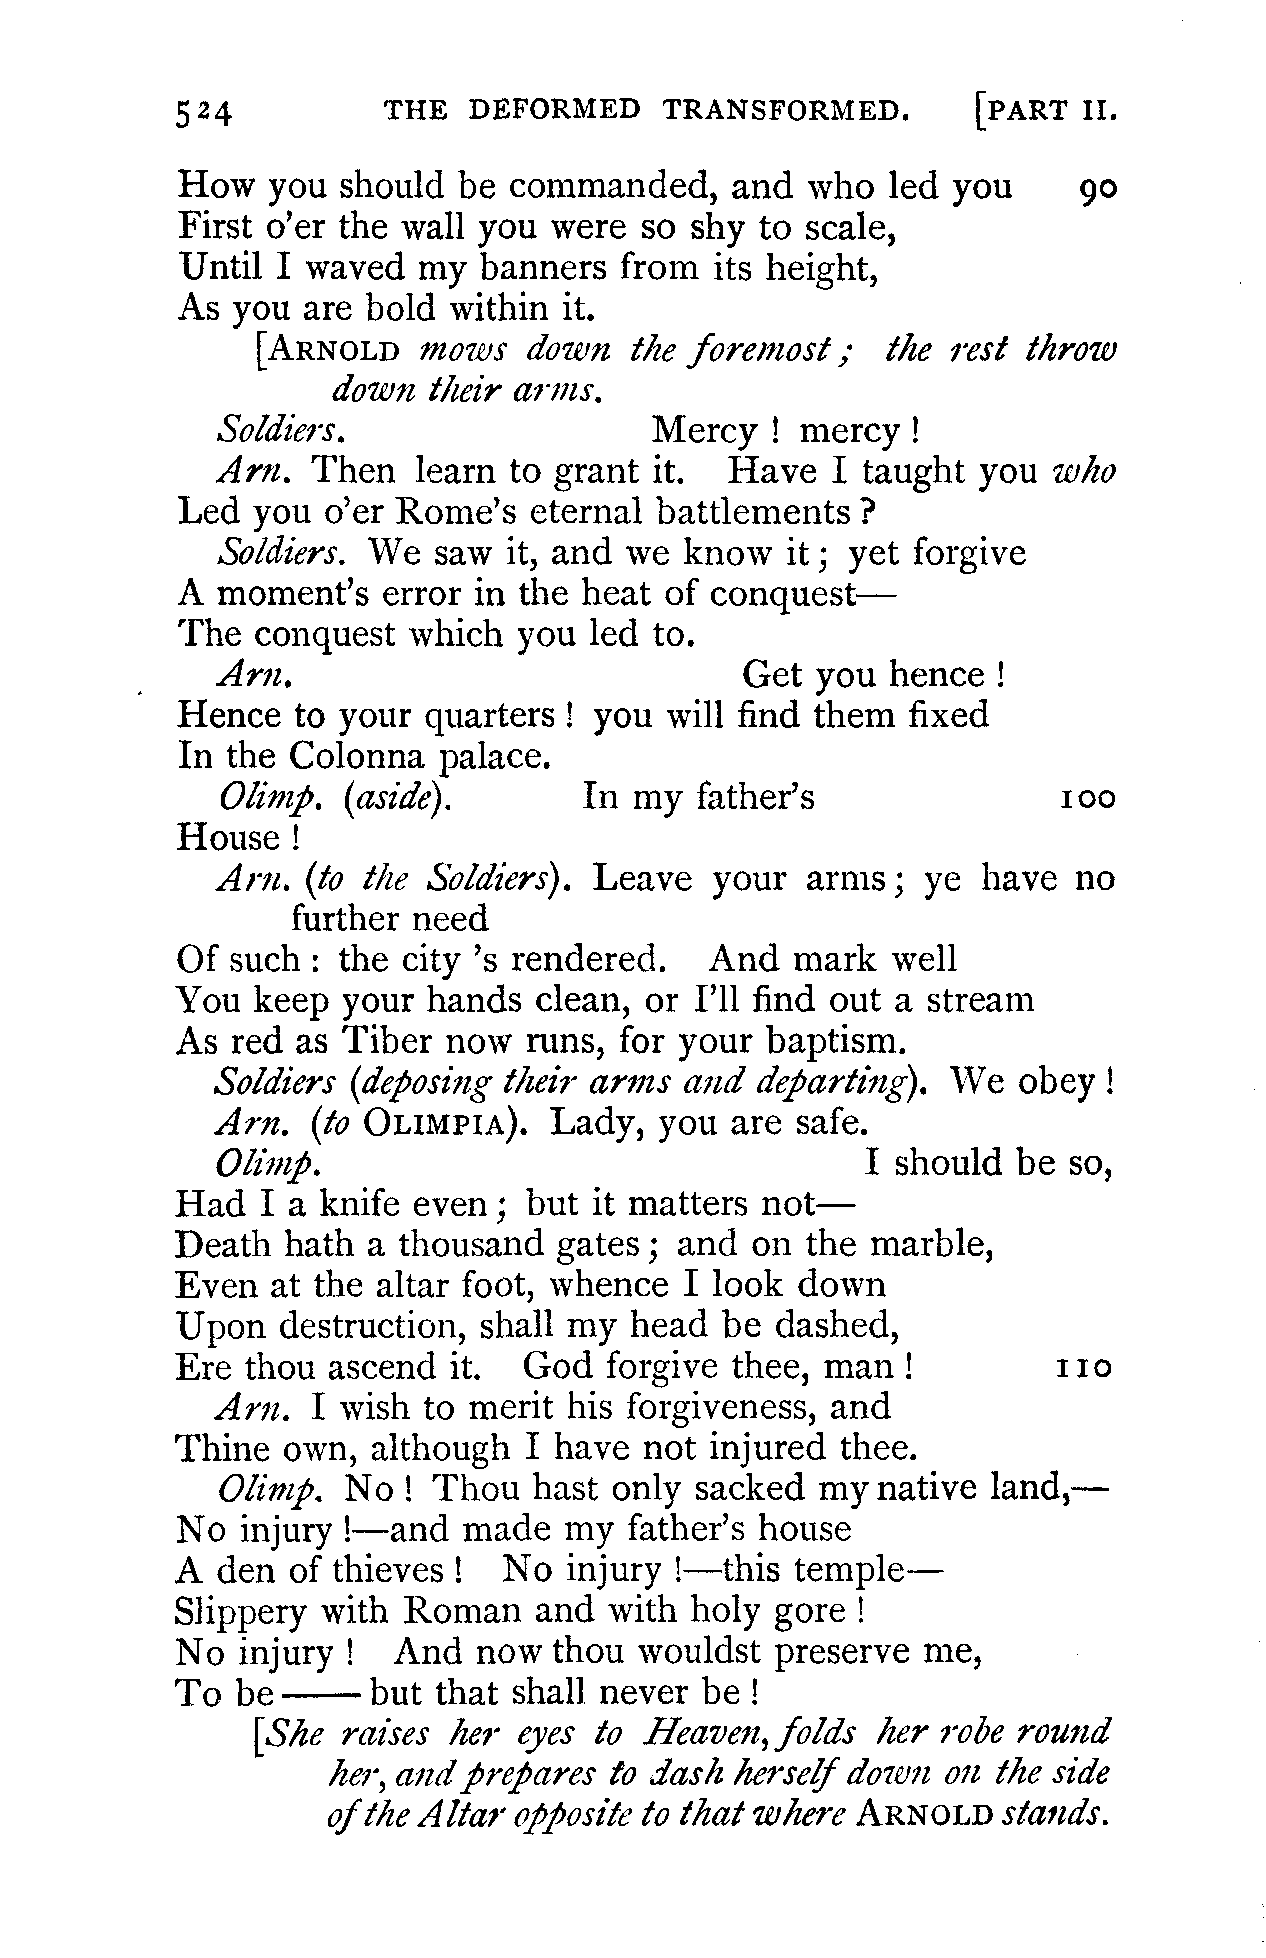 524 THE DEFORMED TRANSFORMED. [PART II.
How you should be commanded, and who led you 90
First o'er the wall you were so shy to scale,
Until I waved my banners from its height,
As you are bold within it.
[ARNOLD mows down the foremost; the rest throw
down their arms.
Soldiers. Mercy! mercy!
Arn. Then learn to grant it. Have I taught you who
Led you o'er Rome's eternal battlements?
Soldiers. We saw it, and we know it; yet forgive
A moment's error in the heat of conquest—
The conquest which you led to.
Arn. Get you hence!
Hence to your quarters! you will find them fixed
In the Colonna palace.
Olimp. (aside). In my father's 100
House!
Arn. (to the Soldiers). Leave your arms; ye have no
further need
Of such: the city 's rendered. And mark well
You keep your hands clean, or I'll find out a stream
As red as Tiber now runs, for your baptism.
Soldiers (deposing their arms and departing). We obey!
Arn. (to OLIMPIA). Lady, you are safe.
Olimp. I should be so,
Had I a knife even; but it matters not—
Death hath a thousand gates; and on the marble,
Even at the altar foot, whence I look down
Upon destruction, shall my head be dashed,
Ere thou ascend it. God forgive thee, man! 110
Arn. I wish to merit his forgiveness, and
Thine own, although I have not injured thee.
Olimp. No! Thou hast only sacked my native land,—
No injury!—and made my father's house
A den of thieves! No injury!—this temple—
Slippery with Roman and with holy gore!
No injury! And now thou wouldst preserve me,
To be—— but that shall never be!
[She raises her eyes to Heaven, folds her robe round
her, and prepares to dash herself down on the side
of the Altar opposite to that where ARNOLD stands.